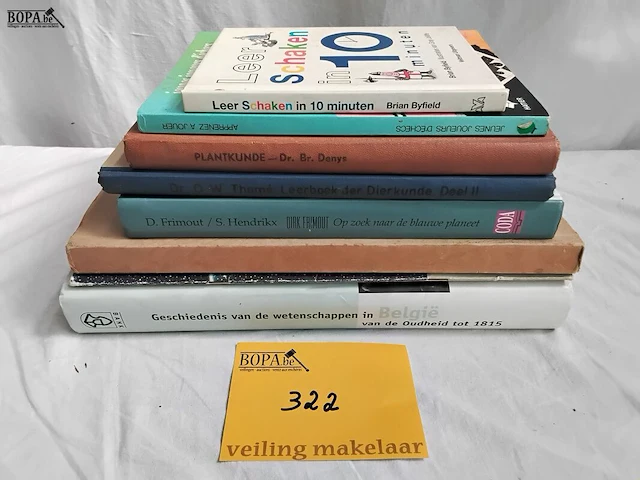 BOPA.be
Leer
Schaken
in 10
minuten
Leer Schaken in 10 minuten Brian Byfield
JEUNES JOUEURS D'ECHECS APPRENEZ A JOUER
PLANTKUNDE — Dr. Br. Denys
Dr. D. W. Thorpé. Leerboek der Dierkunde Deel II
D. Frimout / S. Hendrikx DIRK FRIMOUT Op zoek naar de blauwe planeet CODA
Geschiedenis van de wetenschappen in België
van de Oudheid tot 1815
BOPA.be
322
veiling makelaar